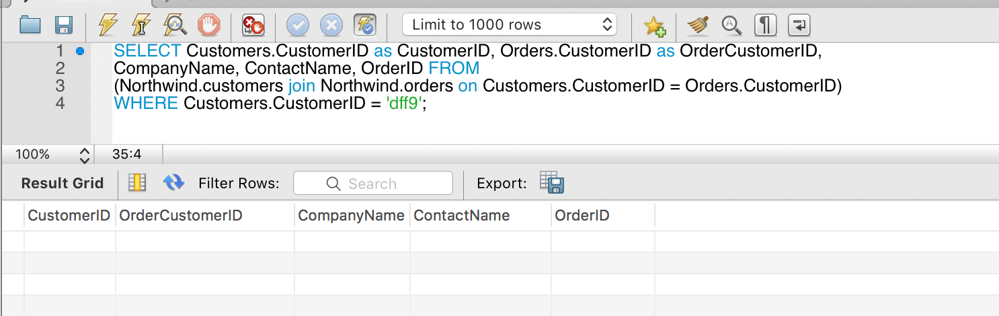 Limit to 1000 rows
1 SELECT Customers.CustomerID as CustomerID, Orders.CustomerID as OrderCustomerID,
2 CompanyName, ContactName, OrderID FROM
3 (Northwind.customers join Northwind.orders on Customers.CustomerID = Orders.CustomerID)
4 WHERE Customers.CustomerID = 'dff9';
100% 35:4
Result Grid Filter Rows: Search Export:
CustomerID OrderCustomerID CompanyName ContactName OrderID